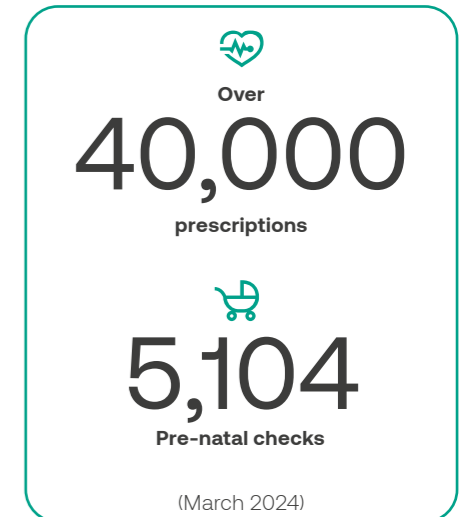 Over
40,000
prescriptions
5,104
Pre-natal checks
(March 2024)